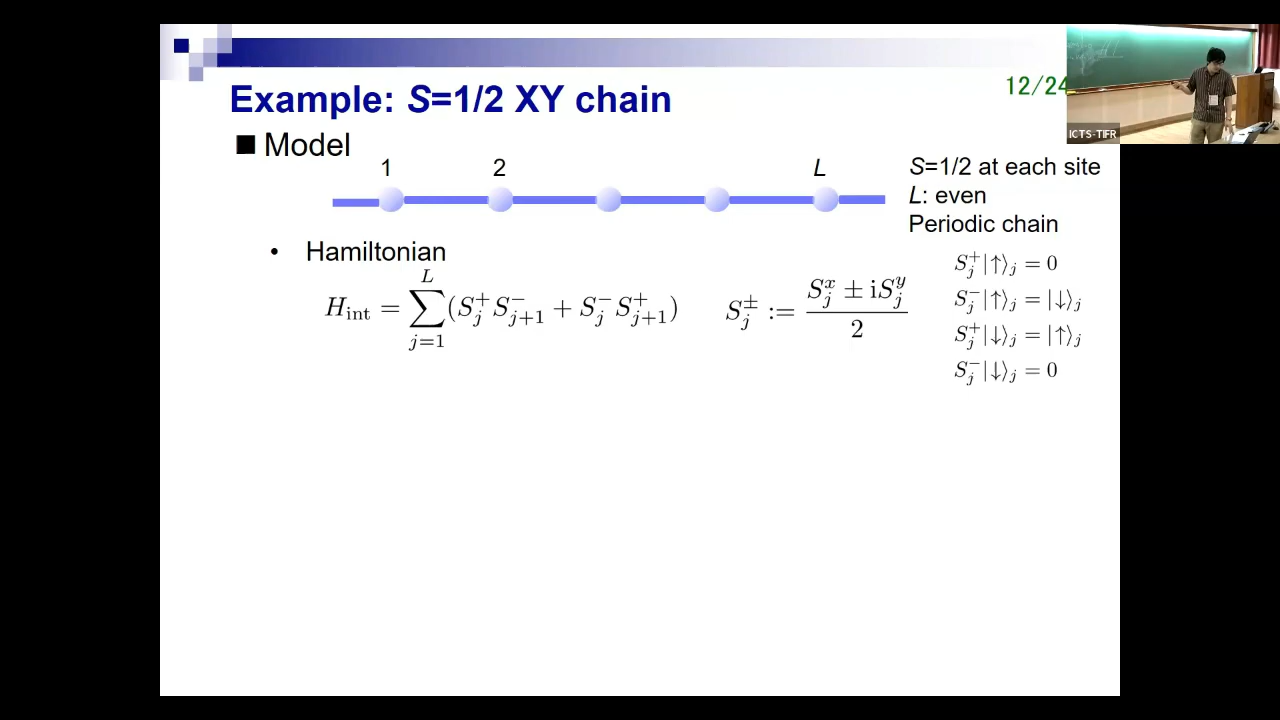 12/24
Example: S=1/2 XY chain
■ Model
1 2 L
S=1/2 at each site
L: even
Periodic chain
• Hamiltonian
H_int = \sum_{j=1}^{L} (S_j^+ S_{j+1}^- + S_j^- S_{j+1}^+)
S_j^± := \frac{S_j^x ± iS_j^y}{2}
S_j^+|↑⟩_j = 0
S_j^-|↑⟩_j = |↓⟩_j
S_j^+|↓⟩_j = |↑⟩_j
S_j^-|↓⟩_j = 0
ICTS-TIFR